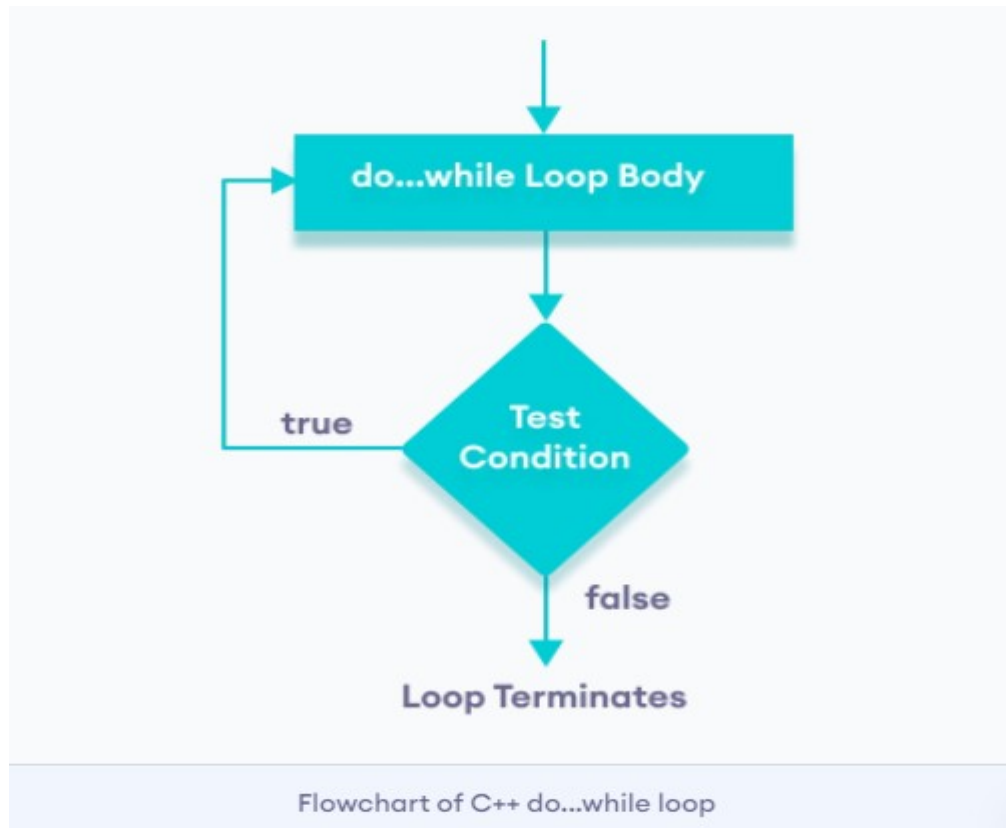 do...while Loop Body
true
Test
Condition
false
Loop Terminates
Flowchart of C++ do...while loop